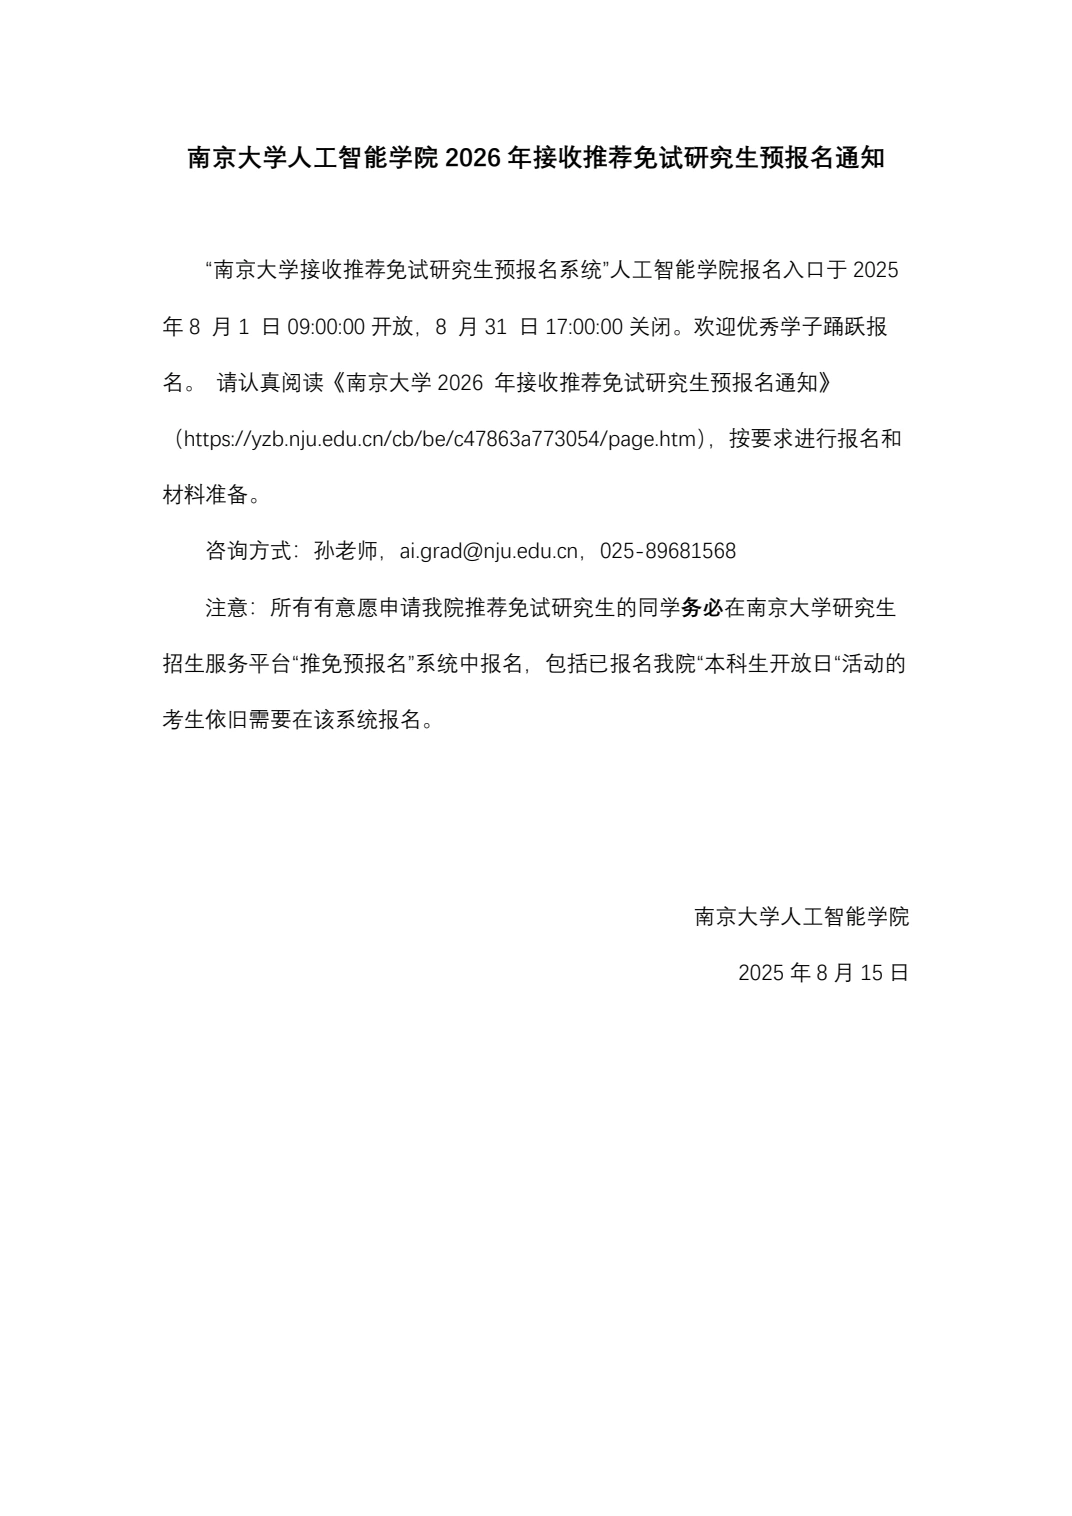 南京大学人工智能学院 2026 年接收推荐免试研究生预报名通知
“南京大学接收推荐免试研究生预报名系统”人工智能学院报名入口于 2025
年 8 月 1 日 09:00:00 开放，8 月 31 日 17:00:00 关闭。欢迎优秀学子踊跃报
名。 请认真阅读《南京大学 2026 年接收推荐免试研究生预报名通知》
（https://yzb.nju.edu.cn/cb/be/c47863a773054/page.htm），按要求进行报名和
材料准备。
咨询方式：孙老师，ai.grad@nju.edu.cn，025-89681568
注意：所有有意愿申请我院推荐免试研究生的同学务必在南京大学研究生
招生服务平台“推免预报名”系统中报名，包括已报名我院“本科生开放日“活动的
考生依旧需要在该系统报名。
南京大学人工智能学院
2025 年 8 月 15 日